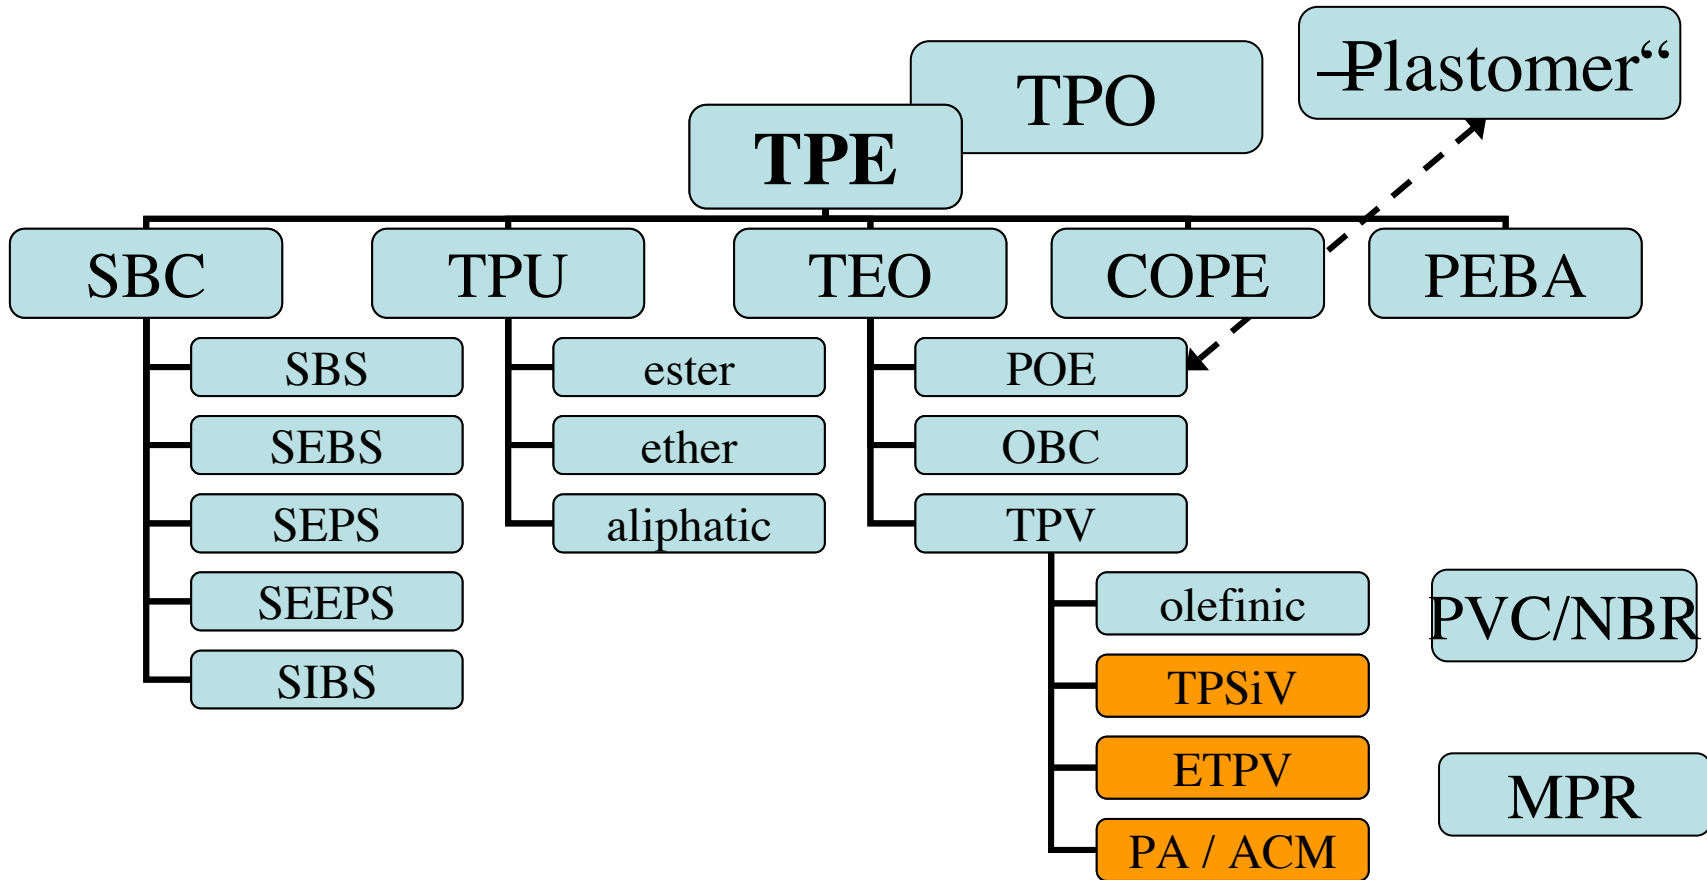 „Plastomer“
TPO
TPE
SBC
TPU
TEO
COPE
PEBA
SBS
SEBS
SEPS
SEEPS
SIBS
ester
ether
aliphatic
POE
OBC
TPV
olefinic
TPSiV
ETPV
PA / ACM
PVC/NBR
MPR